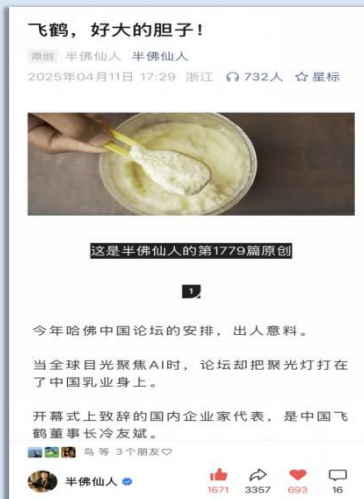 飞鹤，好大的胆子！
原创 半佛仙人 半佛仙人
2025年04月11日 17:29 浙江 732人 星标
这是半佛仙人的第1779篇原创
1
今年哈佛中国论坛的安排，出人意料。
当全球目光聚焦AI时，论坛却把聚光灯打在
了中国乳业身上。
开幕式上致辞的国内企业家代表，是中国飞
鹤董事长冷友斌。
鸟 等 3个朋友
半佛仙人 1671 3357 693 16